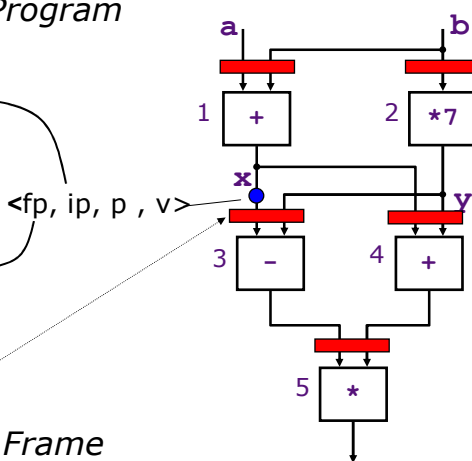 Program
a b
1 + 2 *7
x
<fp, ip, p , v> y
3 - 4 +
5 *
Frame